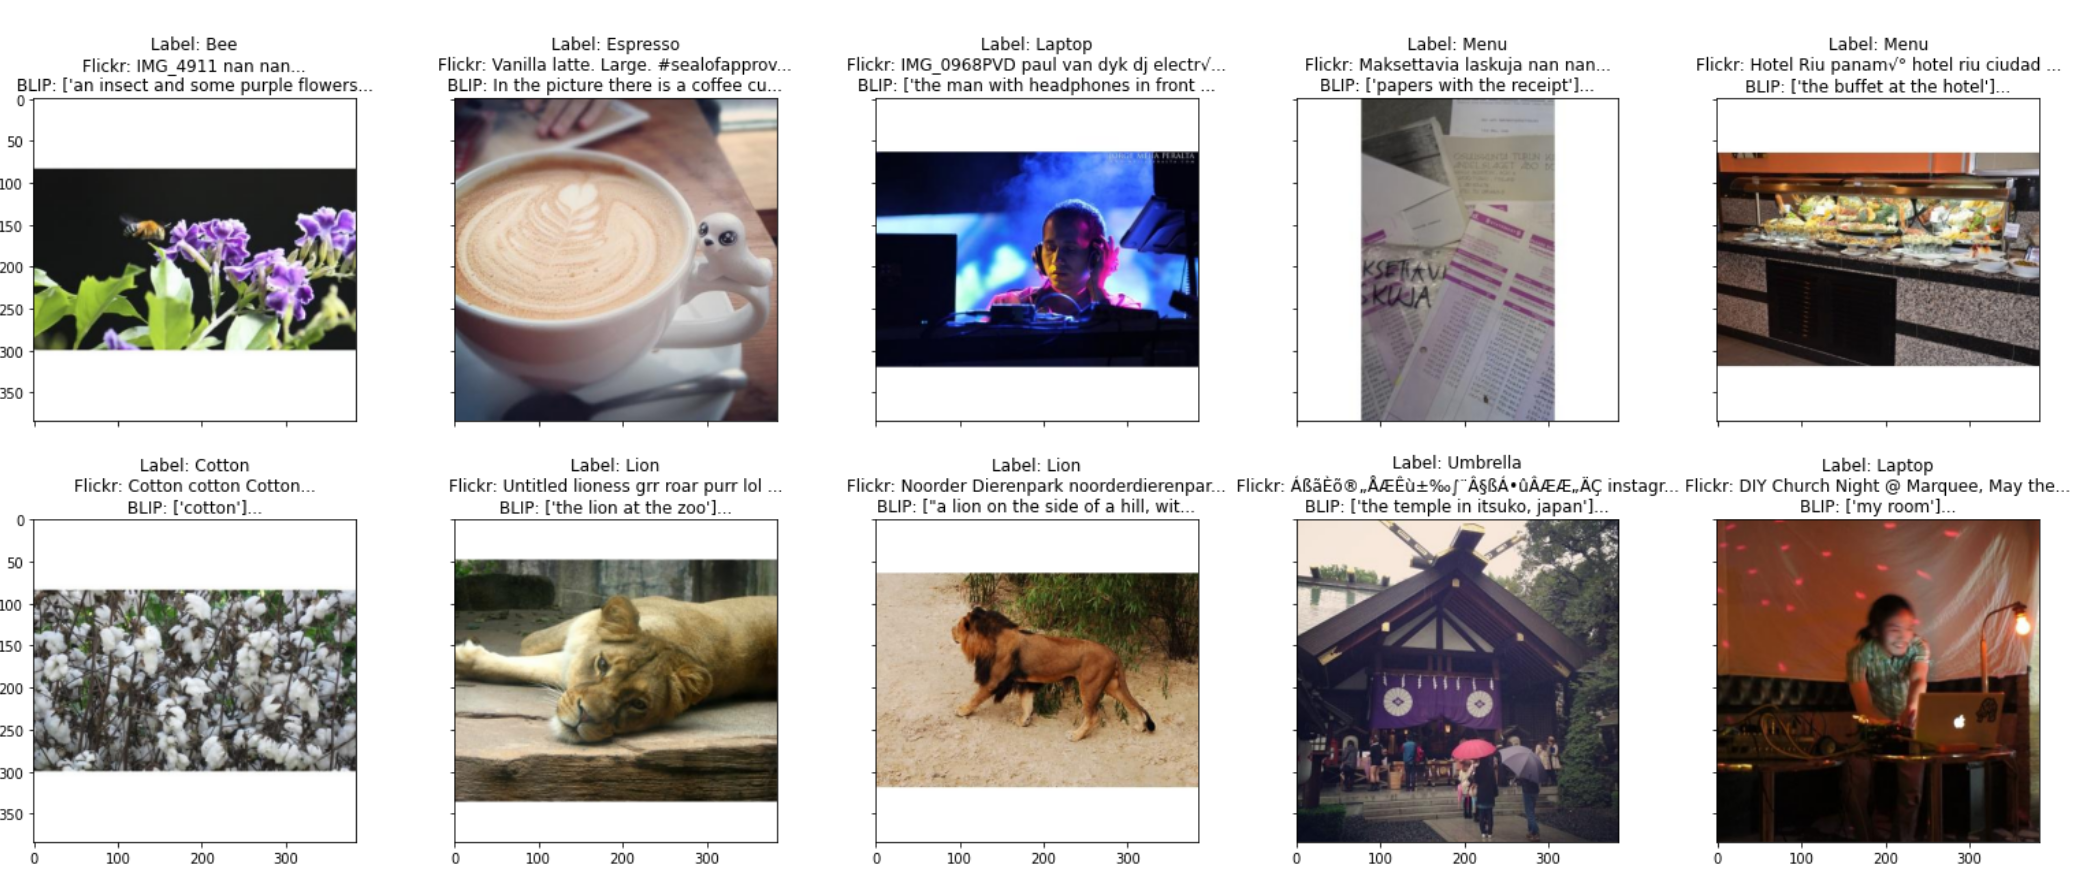 Label: Bee
Flickr: IMG_4911 nan nan...
BLIP: ['an insect and some purple flowers...
Label: Espresso
Flickr: Vanilla latte. Large. #sealofapprov...
BLIP: In the picture there is a coffee cu...
Label: Laptop
Flickr: IMG_0968PVD paul van dyk dj electr√...
BLIP: ['the man with headphones in front ...
Label: Menu
Flickr: Maksettavia laskuja nan nan...
BLIP: ['papers with the receipt']...
Label: Menu
Flickr: Hotel Riu panam√° hotel riu ciudad ...
BLIP: ['the buffet at the hotel']...
0
50
100
150
200
250
300
350
JORGE MEJIA PERALTA
KSETTAVI
KUJA
Label: Cotton
Flickr: Cotton cotton Cotton...
BLIP: ['cotton']...
Label: Lion
Flickr: Untitled lioness grr roar purr lol ...
BLIP: ['the lion at the zoo']...
Label: Lion
Flickr: Noorder Dierenpark noorderdierenpar...
BLIP: ["a lion on the side of a hill, wit...
Label: Umbrella
Flickr: instagr...
BLIP: ['the temple in itsuko, japan']...
Label: Laptop
Flickr: DIY Church Night @ Marquee, May the...
BLIP: ['my room']...
0
50
100
150
200
250
300
350
0 100 200 300
0 100 200 300
0 100 200 300
0 100 200 300
0 100 200 300